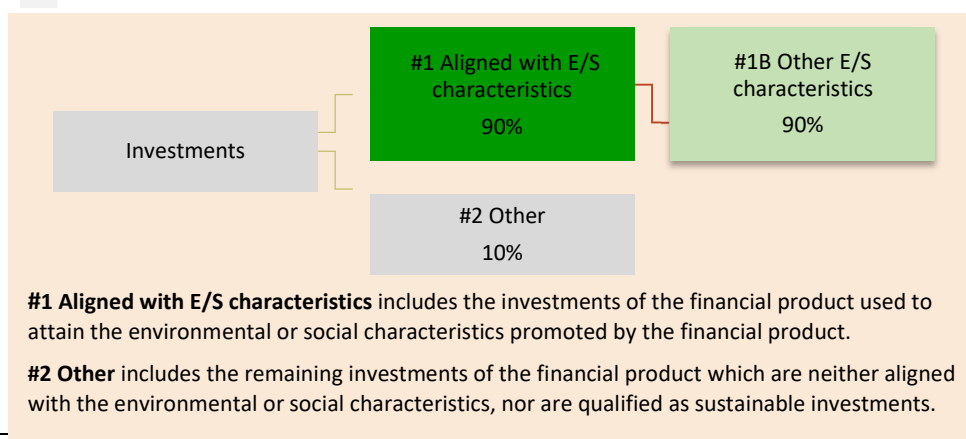 #1 Aligned with E/S
characteristics
90%
#1B Other E/S
characteristics
90%
Investments
#2 Other
10%
#1 Aligned with E/S characteristics includes the investments of the financial product used to
attain the environmental or social characteristics promoted by the financial product.
#2 Other includes the remaining investments of the financial product which are neither aligned
with the environmental or social characteristics, nor are qualified as sustainable investments.